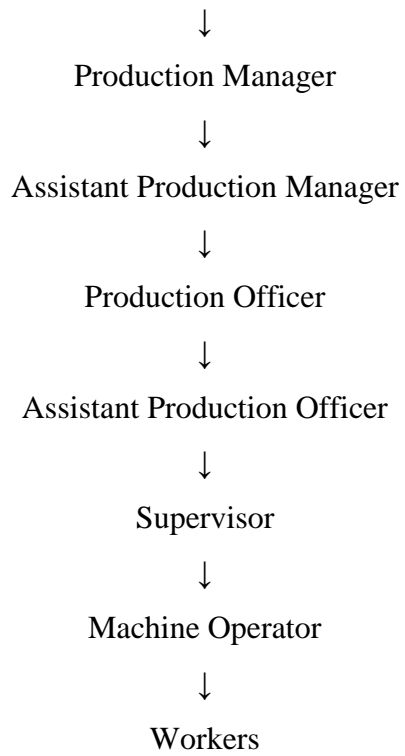 ↓
Production Manager
↓
Assistant Production Manager
↓
Production Officer
↓
Assistant Production Officer
↓
Supervisor
↓
Machine Operator
↓
Workers